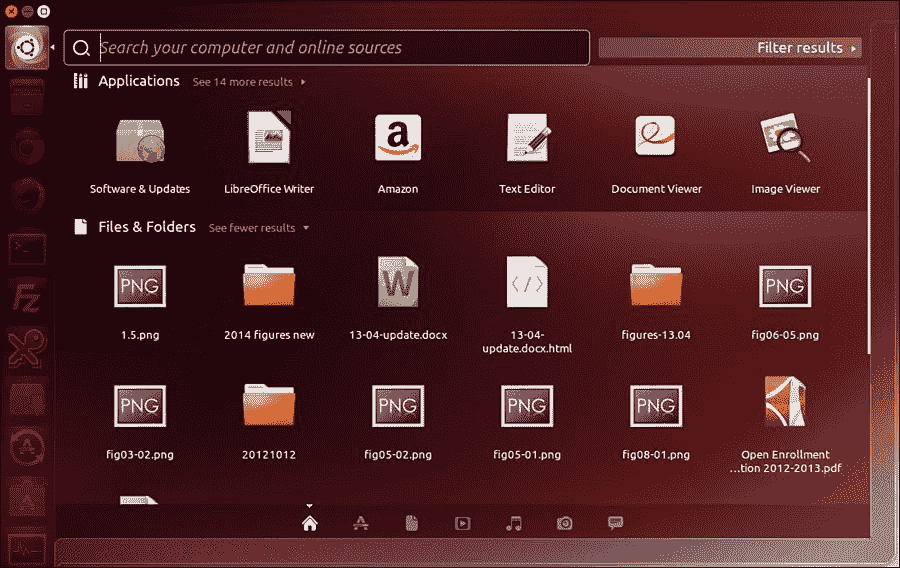 Search your computer and online sources
Filter results
Applications See 14 more results
Software & Updates
LibreOffice Writer
Amazon
Text Editor
Document Viewer
Image Viewer
Files & Folders See fewer results
PNG
1.5.png
2014 figures new
W
13-04-update.docx
</>
13-04-
update.docx.html
figures-13.04
PNG
fig06-05.png
PNG
fig03-02.png
20121012
PNG
fig05-02.png
PNG
fig05-01.png
PNG
fig08-01.png
Open Enrollment
...tion 2012-2013.pdf